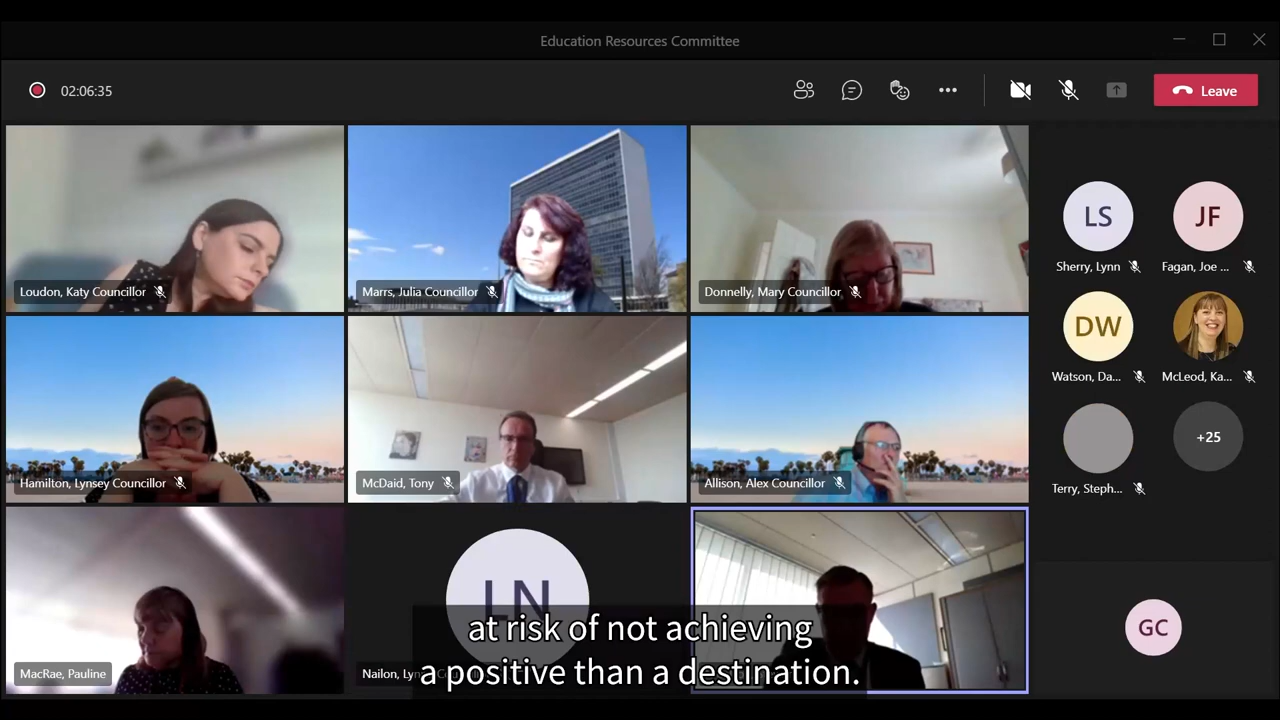 Education Resources Committee
02:06:35
Leave
Loudon, Katy Councillor
Marrs, Julia Councillor
Donnelly, Mary Councillor
LS
JF
Sherry, Lynn
Fagan, Joe ...
DW
Watson, Da...
McLeod, Ka...
Hamilton, Lynsey Councillor
McDaid, Tony
Allison, Alex Councillor
+25
Terry, Steph...
LN
MacRae, Pauline
Nailon,
GC
at risk of not achieving
a positive than a destination.